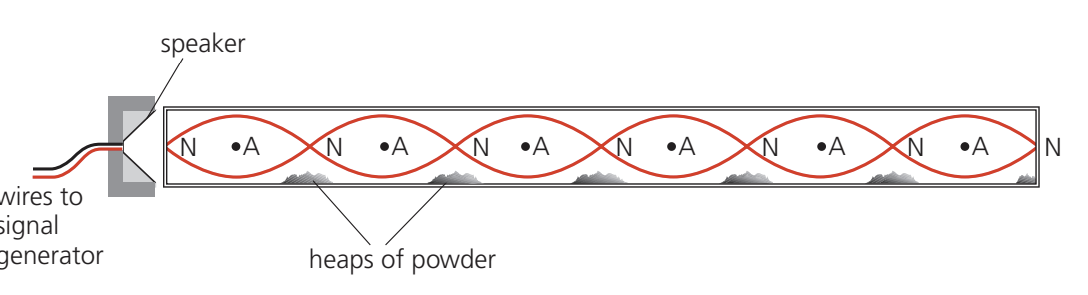 speaker
N A N A N A N A N A N A N
wires to
signal
generator
heaps of powder